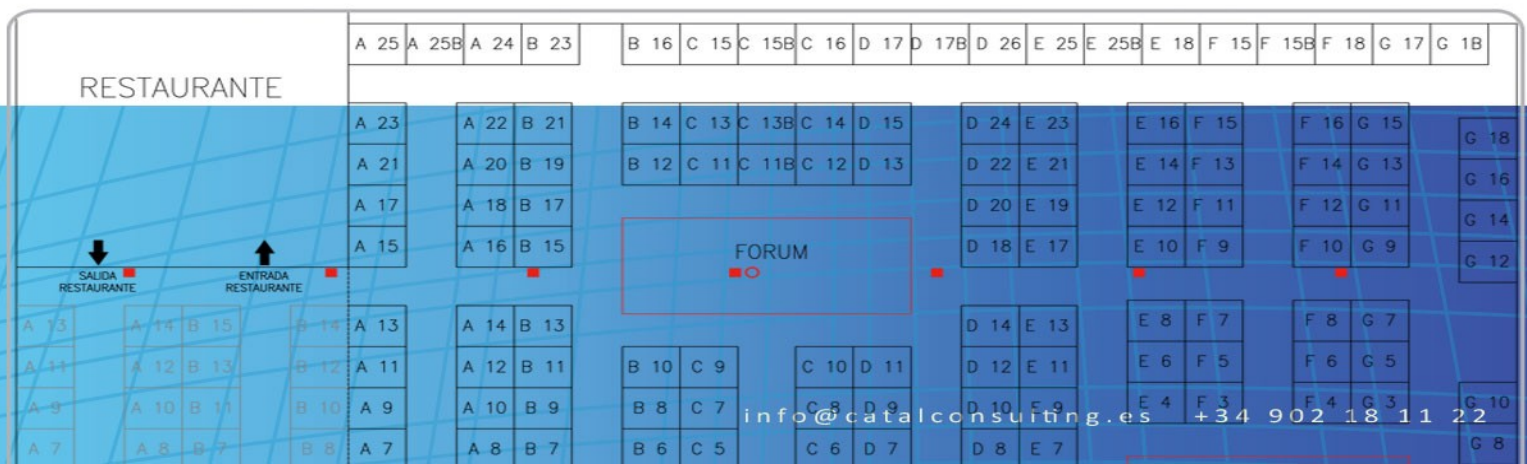 A 25 A 25B A 24 B 23 B 16 C 15 C 15B C 16 D 17 D 17B D 26 E 25 E 25B E 18 F 15 F 15B F 18 G 17 G 1B
RESTAURANTE
A 23 A 22 B 21 B 14 C 13 C 13B C 14 D 15 D 24 E 23 E 16 F 15 F 16 G 15
G 18
A 21 A 20 B 19 B 12 C 11 C 11B C 12 D 13 D 22 E 21 E 14 F 13 F 14 G 13
G 16
A 17 A 18 B 17 D 20 E 19 E 12 F 11 F 12 G 11
G 14
A 15 A 16 B 15 FORUM D 18 E 17 E 10 F 9 F 10 G 9
G 12
SALIDA RESTAURANTE
ENTRADA RESTAURANTE
A 13 A 14 B 15 B 14 A 13 A 14 B 13 D 14 E 13 E 8 F 7 F 8 G 7
A 11 A 12 B 13 B 12 A 11 A 12 B 11 B 10 C 9 C 10 D 11 D 12 E 11 E 6 F 5 F 6 G 5
A 9 A 10 B 11 B 10 A 9 A 10 B 9 B 8 C 7 C 8 D 9 D 10 E 9 E 4 F 3 F 4 G 3 G 10
info@catalconsulting.es +34 902 18 11 22
A 7 A 8 B 7 B 8 A 7 A 8 B 7 B 6 C 5 C 6 D 7 D 8 E 7 G 8